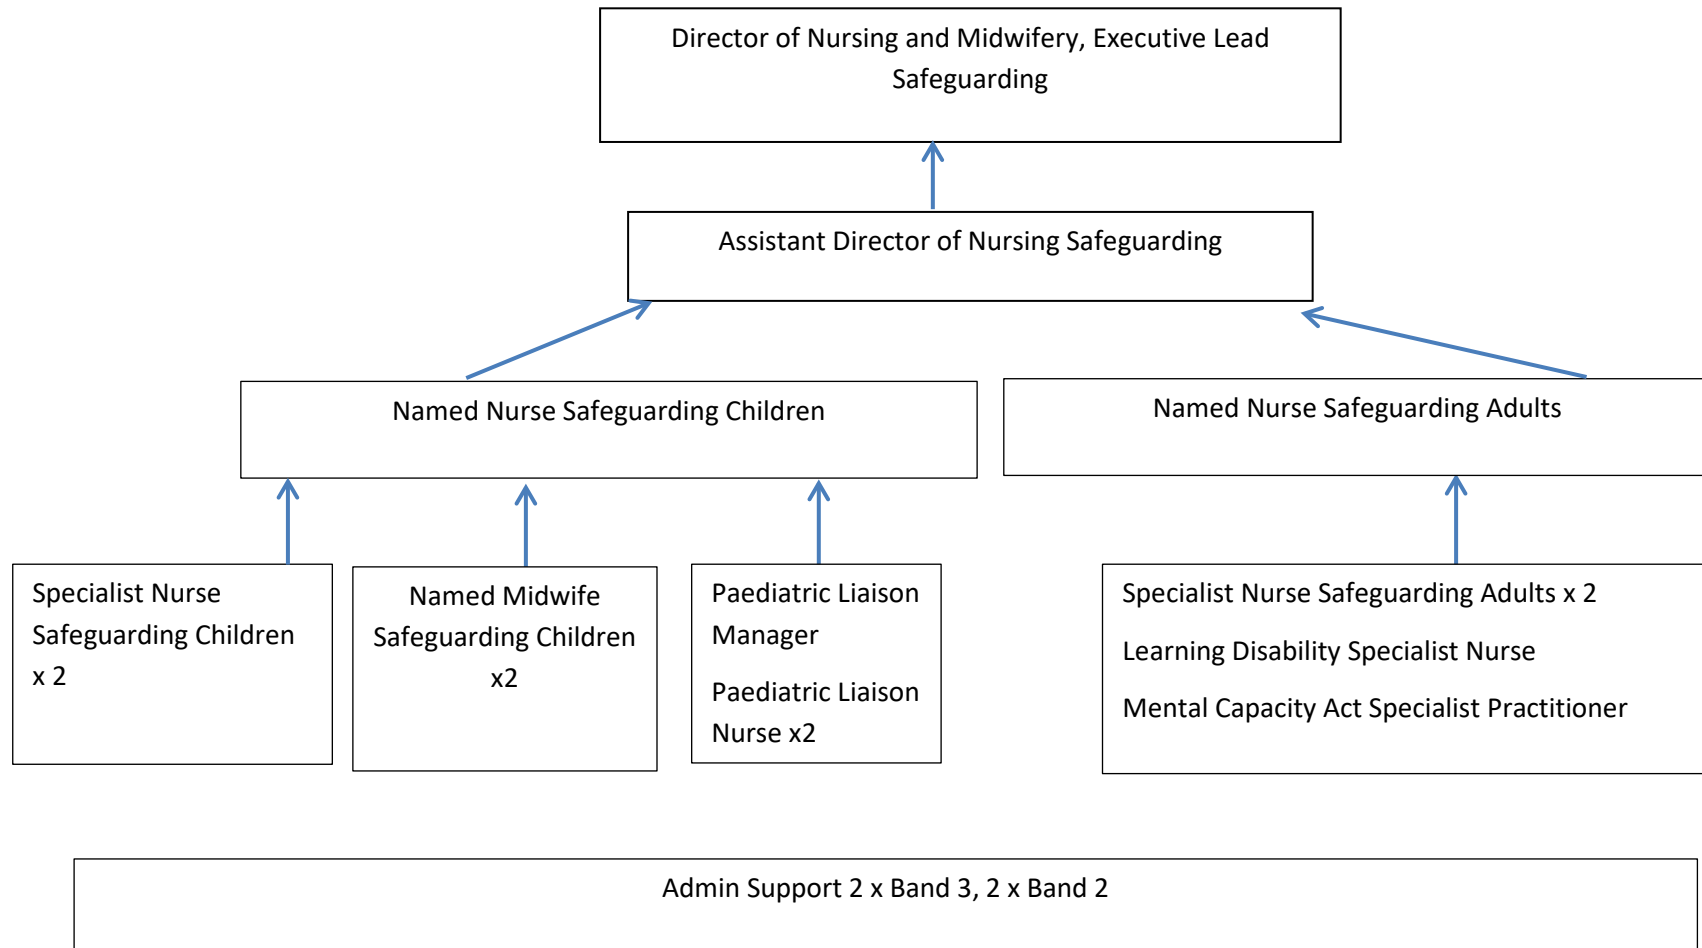 Director of Nursing and Midwifery, Executive Lead
Safeguarding
Assistant Director of Nursing Safeguarding
Named Nurse Safeguarding Children
Named Nurse Safeguarding Adults
Specialist Nurse
Safeguarding Children
x 2
Named Midwife
Safeguarding Children
x2
Paediatric Liaison
Manager
Paediatric Liaison
Nurse x2
Specialist Nurse Safeguarding Adults x 2
Learning Disability Specialist Nurse
Mental Capacity Act Specialist Practitioner
Admin Support 2 x Band 3, 2 x Band 2